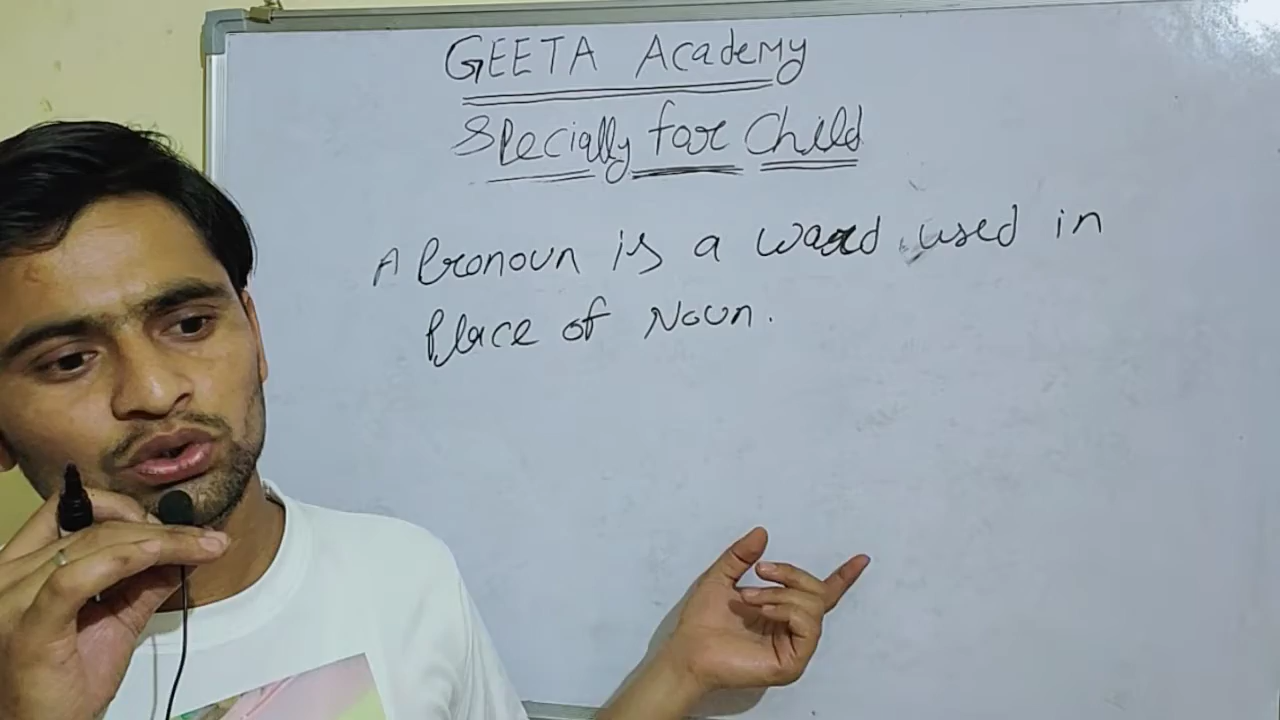 GEETA Academy
Specially for Child
A Pronoun is a word used in
Place of Noun.